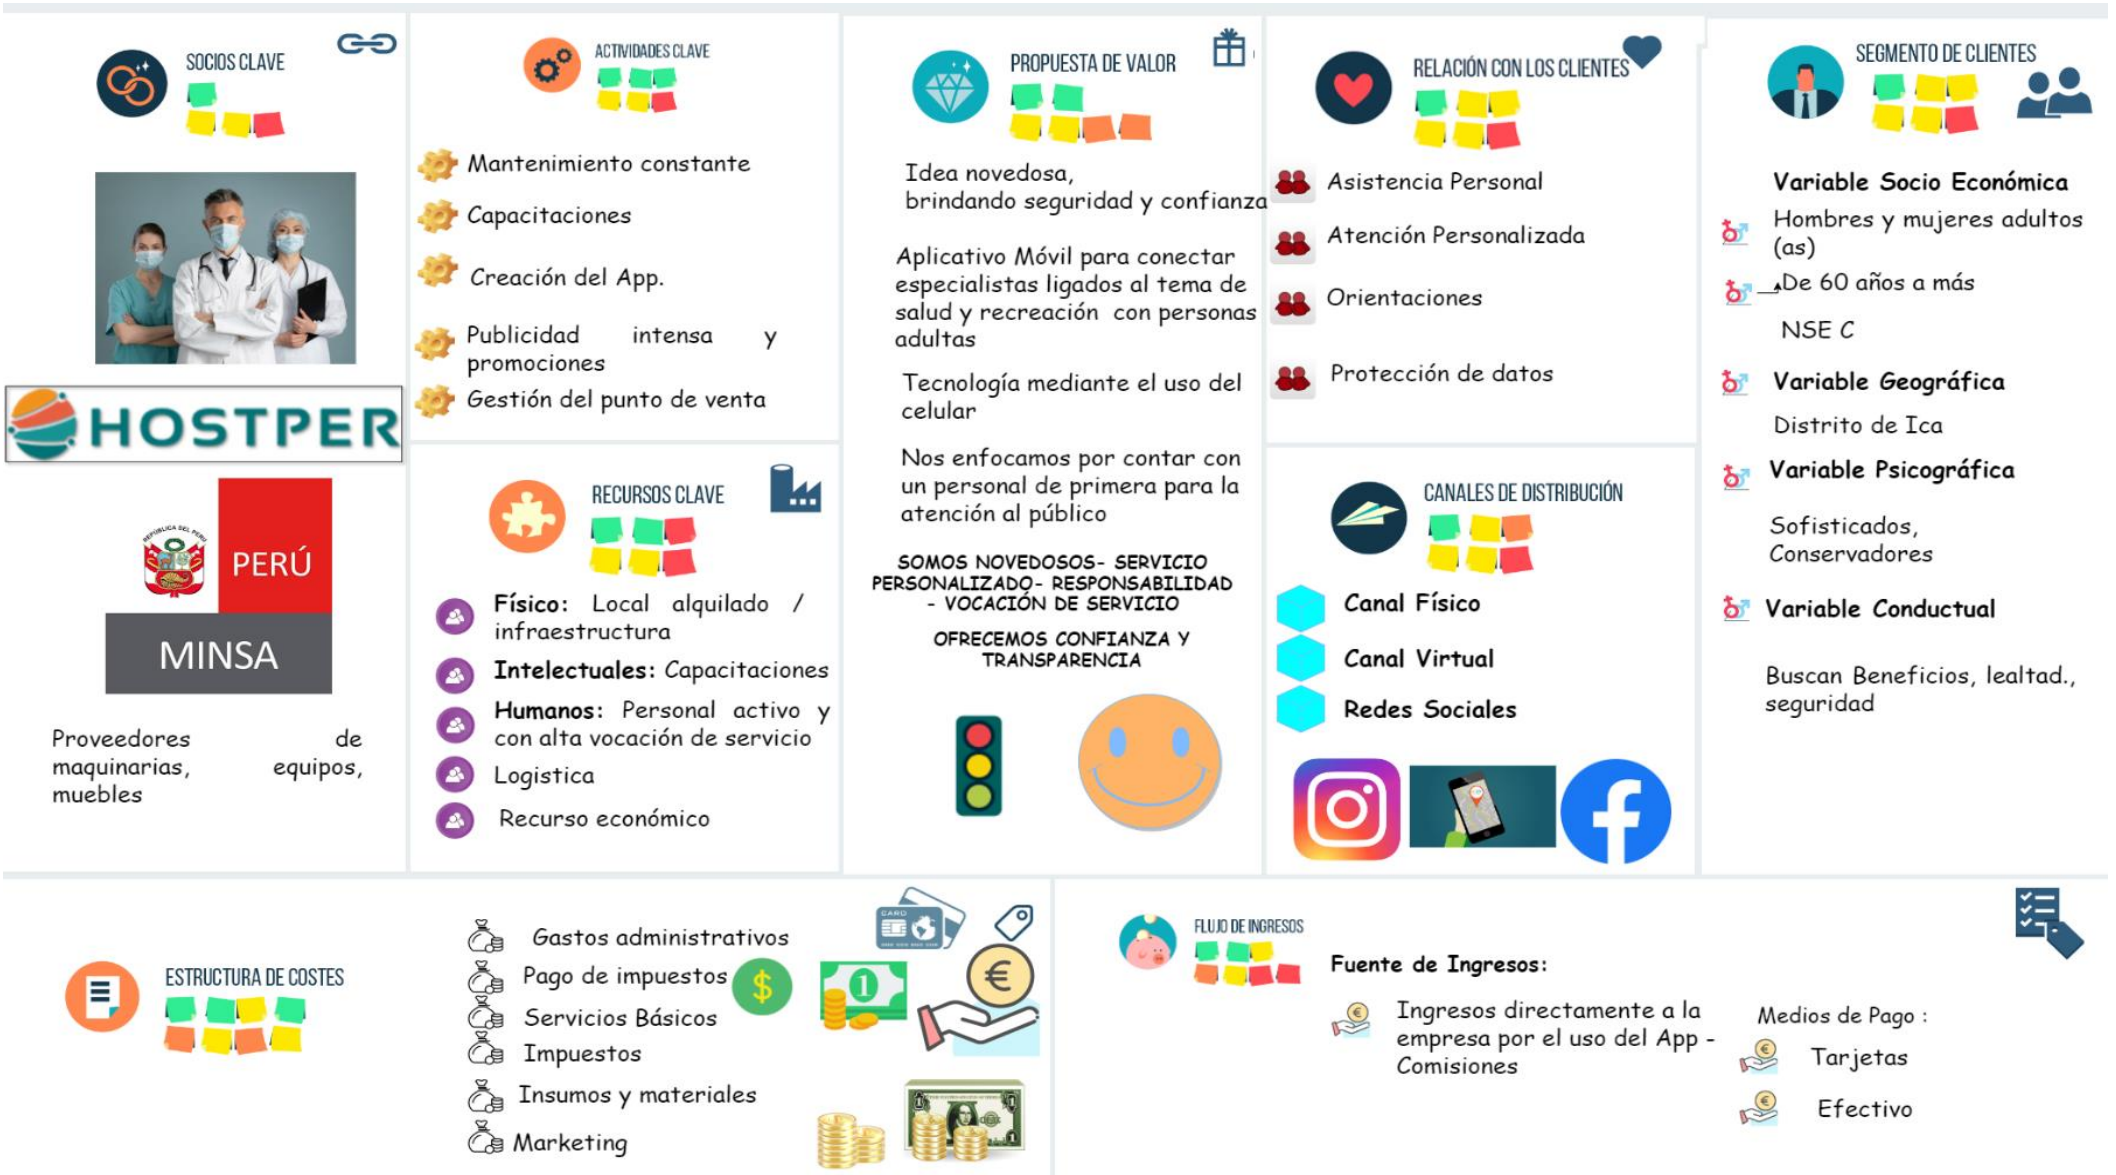 SOCIOS CLAVE
HOSTPER
REPÚBLICA DEL PERÚ
PERÚ
MINSA
Proveedores de
maquinarias, equipos,
muebles
ACTIVIDADES CLAVE
Mantenimiento constante
Capacitaciones
Creación del App.
Publicidad intensa y
promociones
Gestión del punto de venta
RECURSOS CLAVE
Físico: Local alquilado /
infraestructura
Intelectuales: Capacitaciones
Humanos: Personal activo y
con alta vocación de servicio
Logistica
Recurso económico
PROPUESTA DE VALOR
Idea novedosa,
brindando seguridad y confianza
Aplicativo Móvil para conectar
especialistas ligados al tema de
salud y recreación con personas
adultas
Tecnología mediante el uso del
celular
Nos enfocamos por contar con
un personal de primera para la
atención al público
SOMOS NOVEDOSOS- SERVICIO
PERSONALIZADO- RESPONSABILIDAD
- VOCACIÓN DE SERVICIO
OFRECEMOS CONFIANZA Y
TRANSPARENCIA
RELACIÓN CON LOS CLIENTES
Asistencia Personal
Atención Personalizada
Orientaciones
Protección de datos
CANALES DE DISTRIBUCIÓN
Canal Físico
Canal Virtual
Redes Sociales
SEGMENTO DE CLIENTES
Variable Socio Económica
Hombres y mujeres adultos
(as)
De 60 años a más
NSE C
Variable Geográfica
Distrito de Ica
Variable Psicográfica
Sofisticados,
Conservadores
Variable Conductual
Buscan Beneficios, lealtad.,
seguridad
ESTRUCTURA DE COSTES
Gastos administrativos
Pago de impuestos
Servicios Básicos
Impuestos
Insumos y materiales
Marketing
CARD
$
1
€
FLUJO DE INGRESOS
Fuente de Ingresos:
Ingresos directamente a la
empresa por el uso del App -
Comisiones
Medios de Pago :
Tarjetas
Efectivo